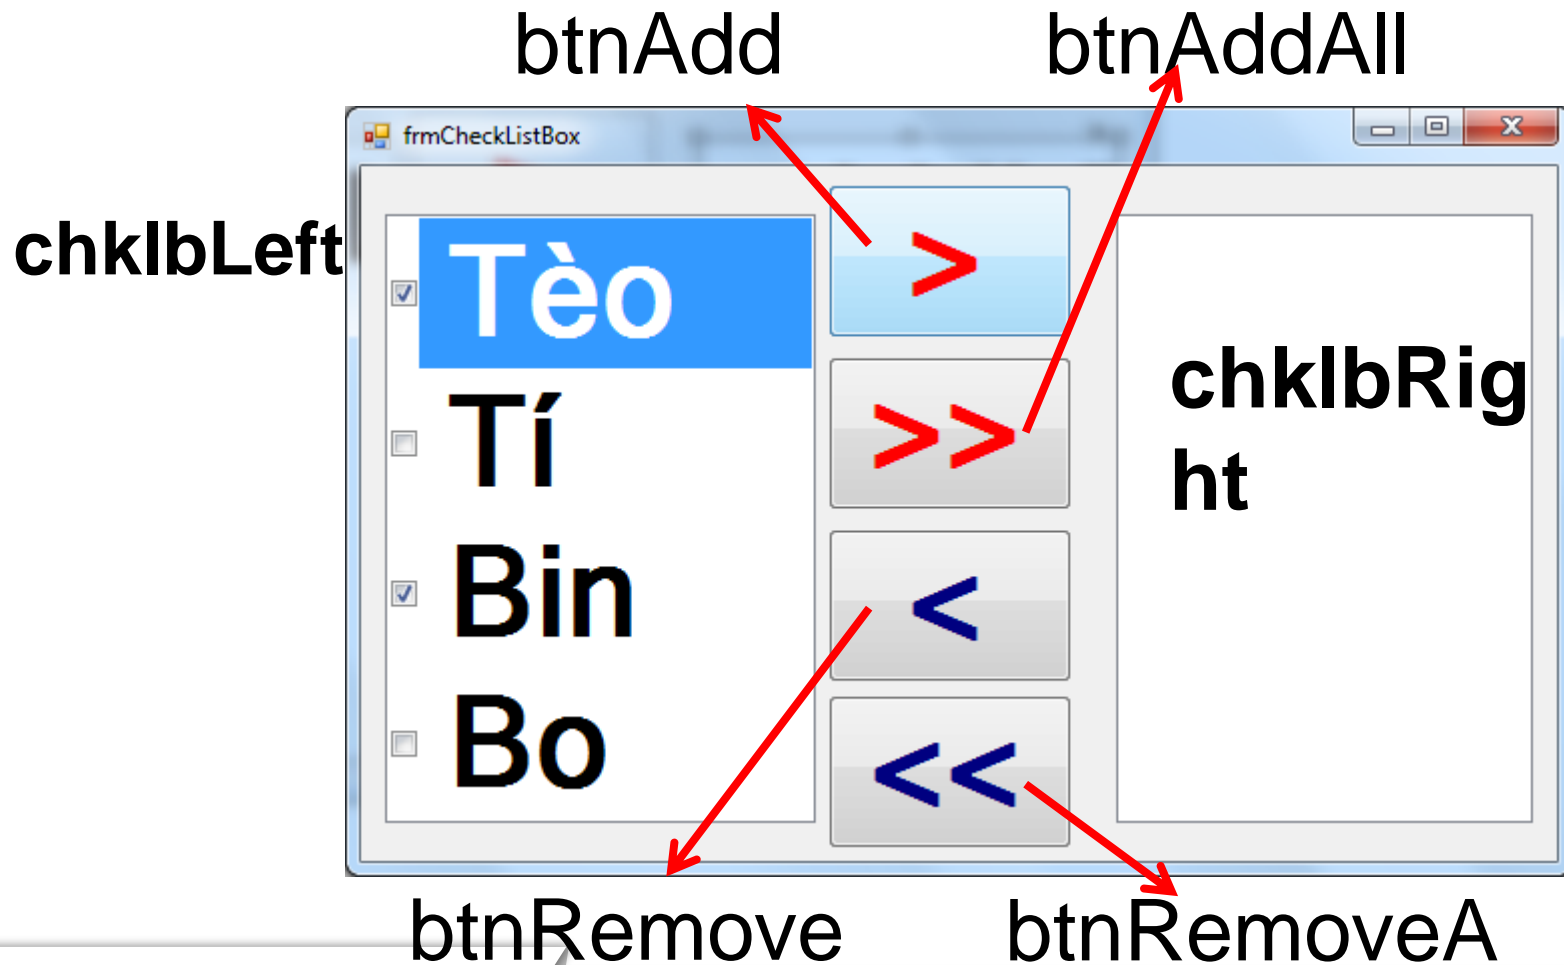 btnAdd btnAddAll
frmCheckListBox
chklbLeft
Tèo
>
chklbRig
ht
Tí
>>
Bin
<
Bo
<<
btnRemove btnRemoveA